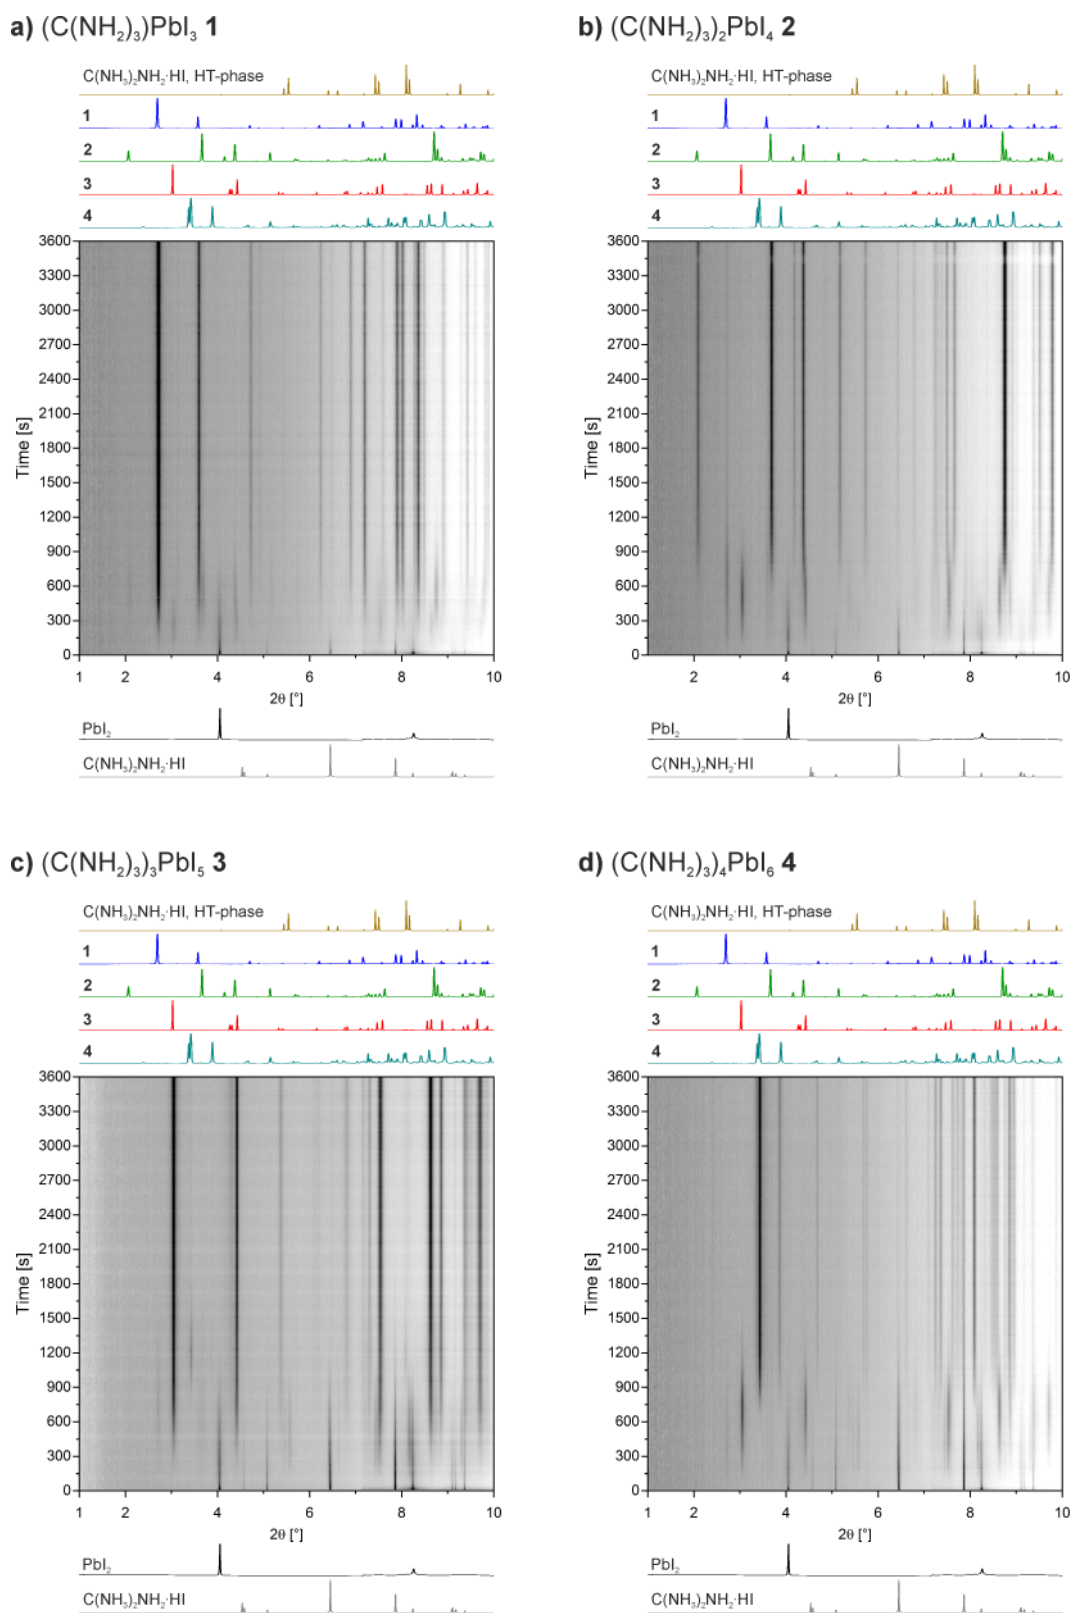 a) (C(NH₂)₃)PbI₃ 1
C(NH₃)₂NH₂·HI, HT-phase
1
2
3
4
3600
3300
3000
2700
2400
2100
1800
1500
1200
900
600
300
0
Time [s]
1 2 4 6 8 10
2θ [°]
PbI₂
C(NH₃)₂NH₂·HI
b) (C(NH₂)₃)₂PbI₄ 2
C(NH₃)₂NH₂·HI, HT-phase
1
2
3
4
3600
3300
3000
2700
2400
2100
1800
1500
1200
900
600
300
0
Time [s]
2 4 6 8 10
2θ [°]
PbI₂
C(NH₃)₂NH₂·HI
c) (C(NH₂)₃)₃PbI₅ 3
C(NH₃)₂NH₂·HI, HT-phase
1
2
3
4
3600
3300
3000
2700
2400
2100
1800
1500
1200
900
600
300
0
Time [s]
1 2 4 6 8 10
2θ [°]
PbI₂
C(NH₃)₂NH₂·HI
d) (C(NH₂)₃)₄PbI₆ 4
C(NH₃)₂NH₂·HI, HT-phase
1
2
3
4
3600
3300
3000
2700
2400
2100
1800
1500
1200
900
600
300
0
Time [s]
1 2 4 6 8 10
2θ [°]
PbI₂
C(NH₃)₂NH₂·HI